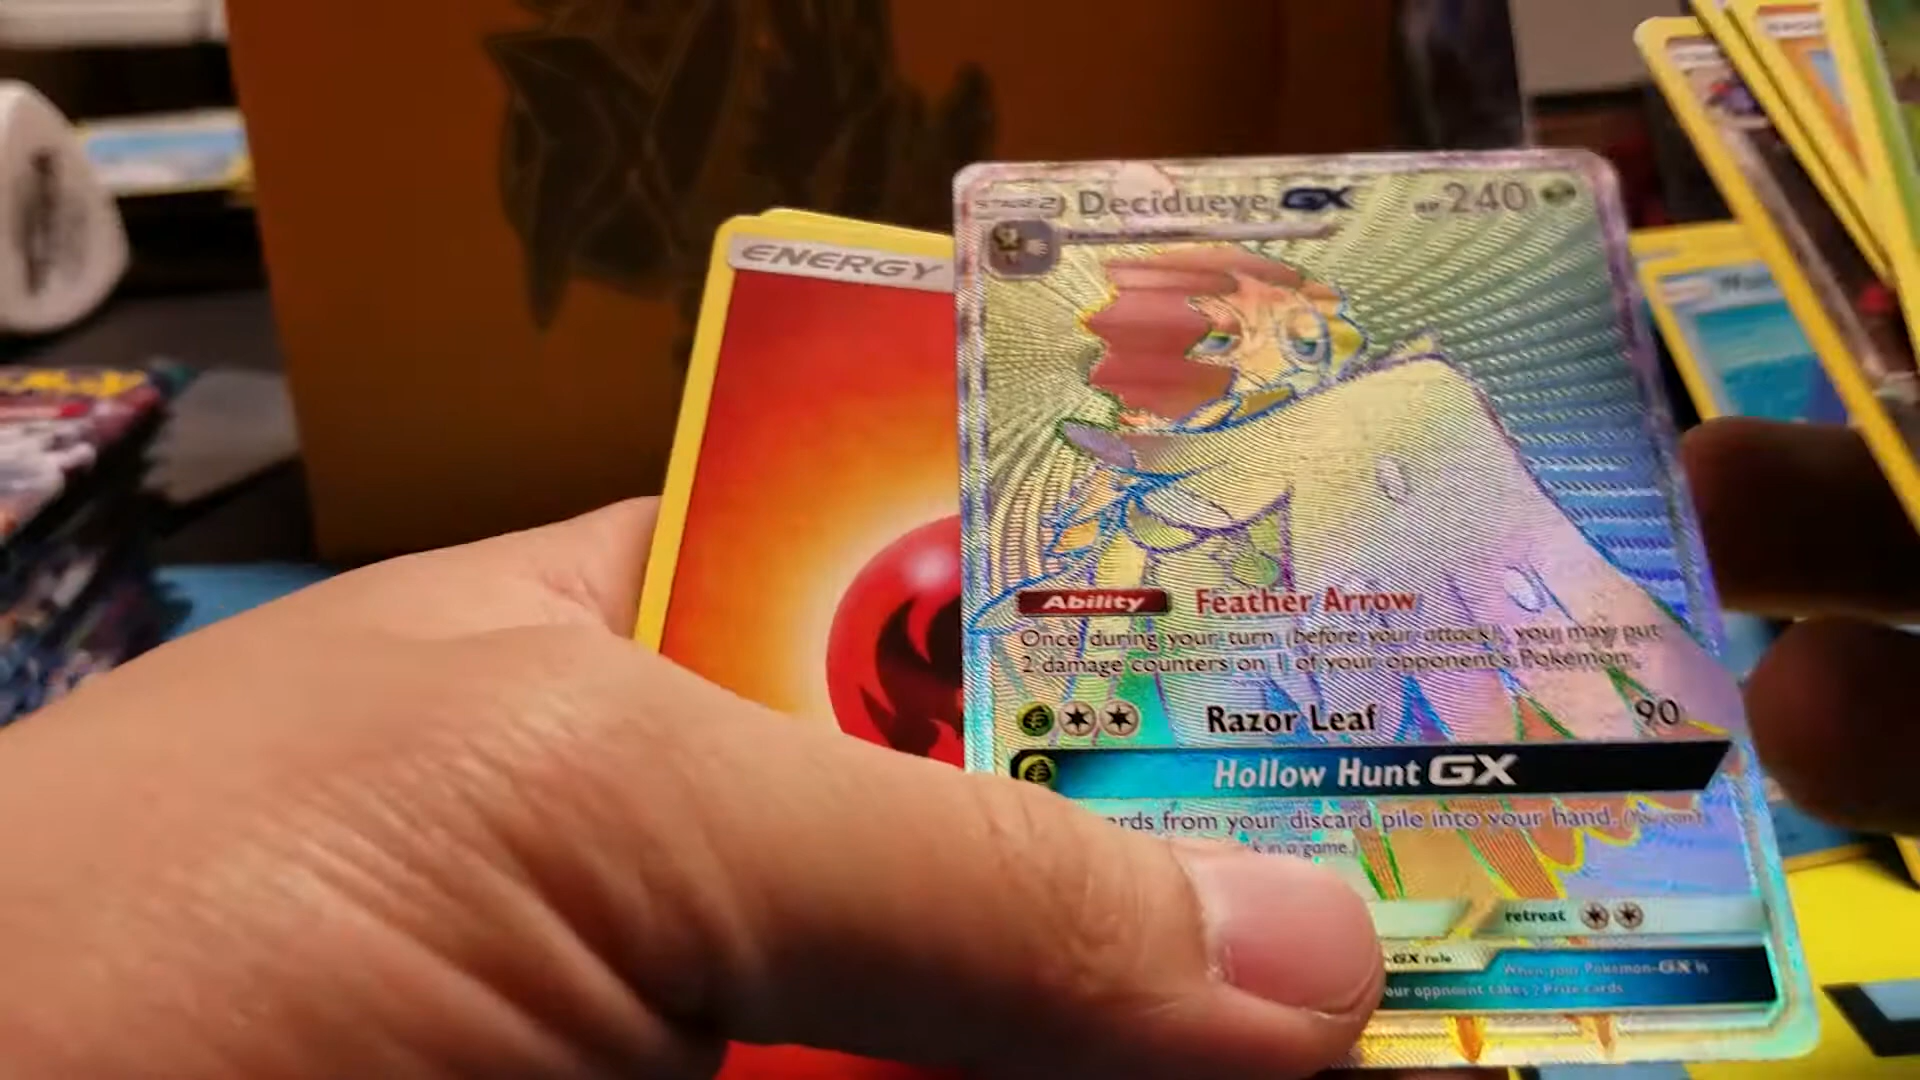 STAGE 2 Decidueye GX HP 240
ENERGY
Ability Feather Arrow
Once during your turn (before your attack), you may put
2 damage counters on 1 of your opponent's Pokémon.
Razor Leaf 90
Hollow Hunt GX
rds from your discard pile into your hand. (You can't
k in a game.)
retreat
-GX rule When your Pokémon-GX is
our opponent takes 2 Prize cards